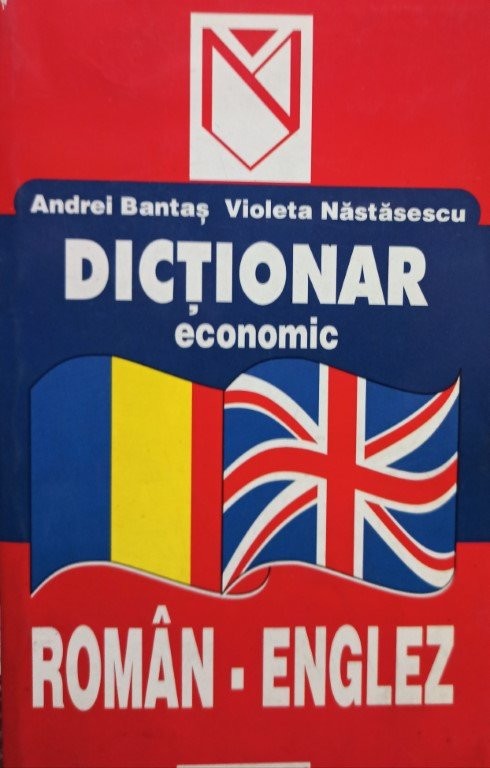 Andrei Bantaș Violeta Năstăsescu
DICȚIONAR
economic
ROMÂN - ENGLEZ